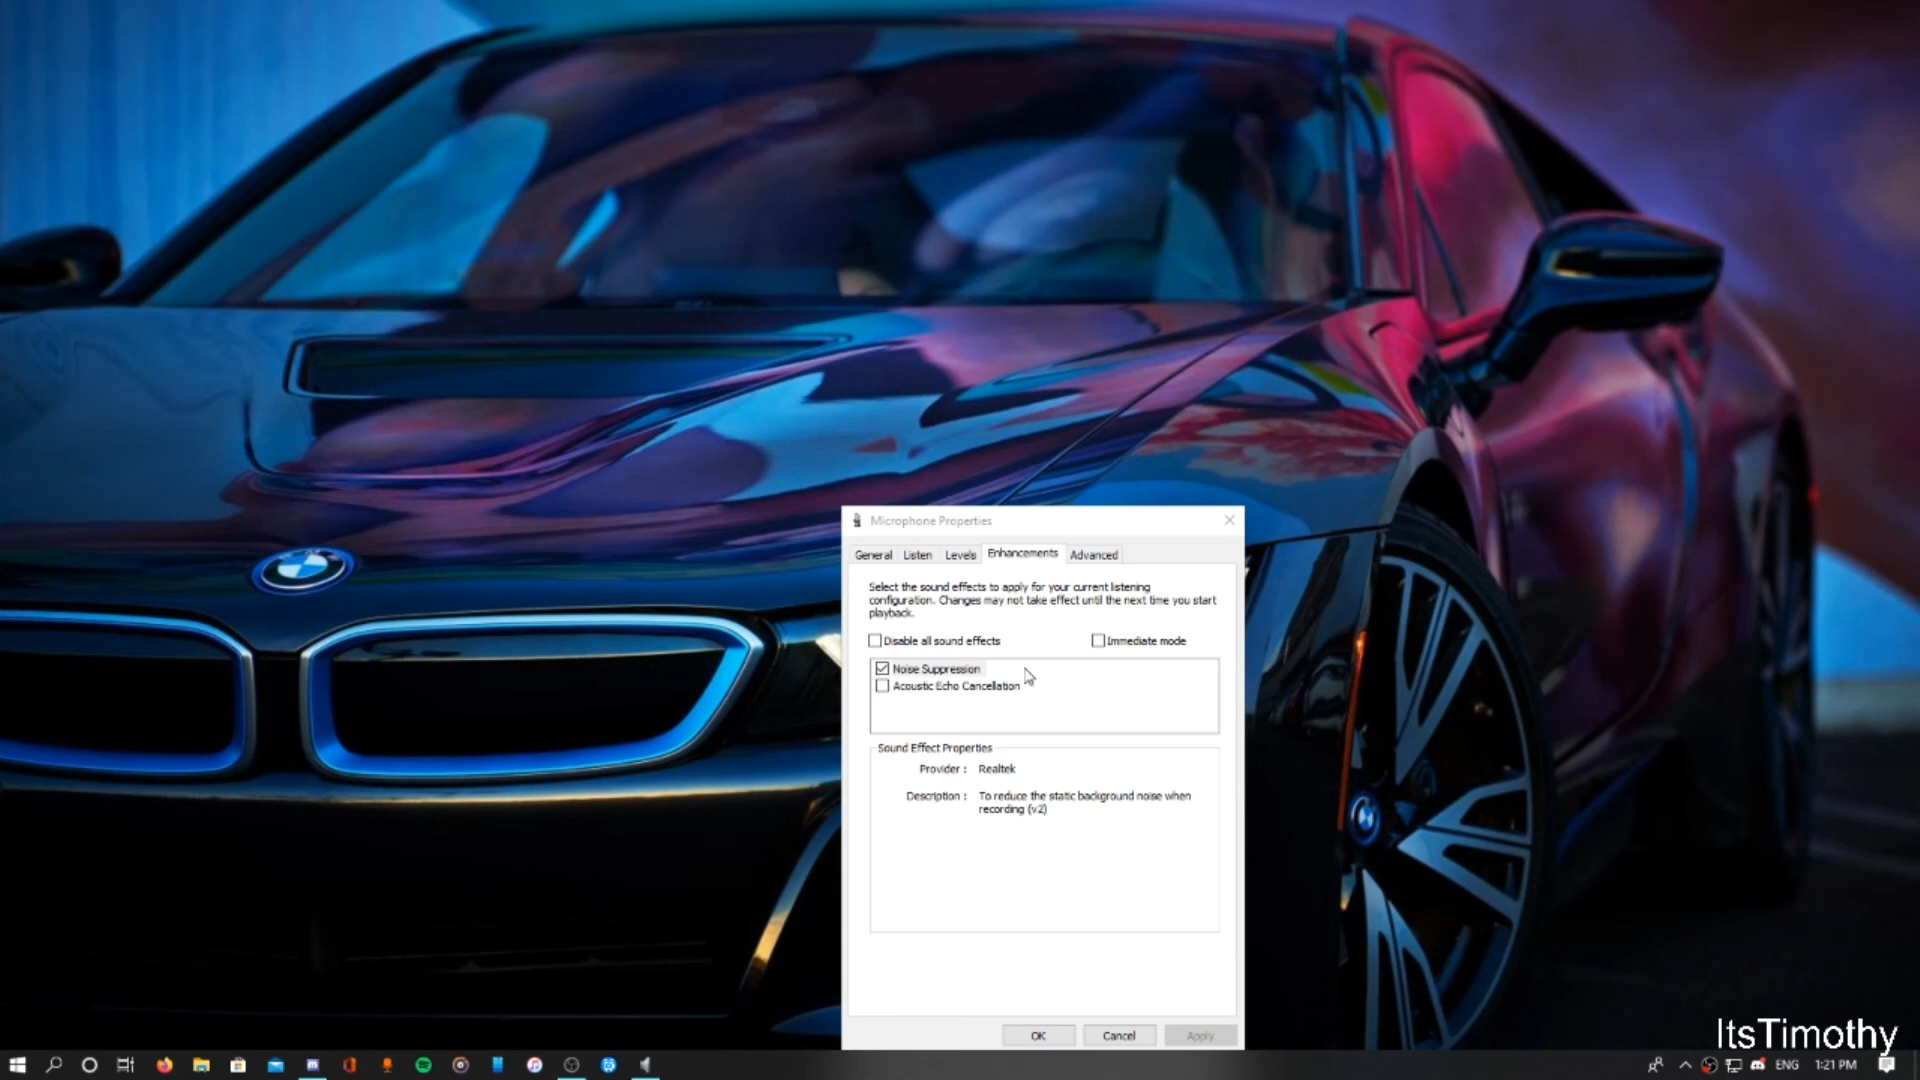 Microphone Properties
General Listen Levels Enhancements Advanced
Select the sound effects to apply for your current listening
configuration. Changes may not take effect until the next time you start
playback.
Disable all sound effects Immediate mode
Noise Suppression
Acoustic Echo Cancellation
Sound Effect Properties
Provider : Realtek
Description : To reduce the static background noise when
recording (v2)
OK Cancel Apply
ItsTimothy
ENG 1:21 PM